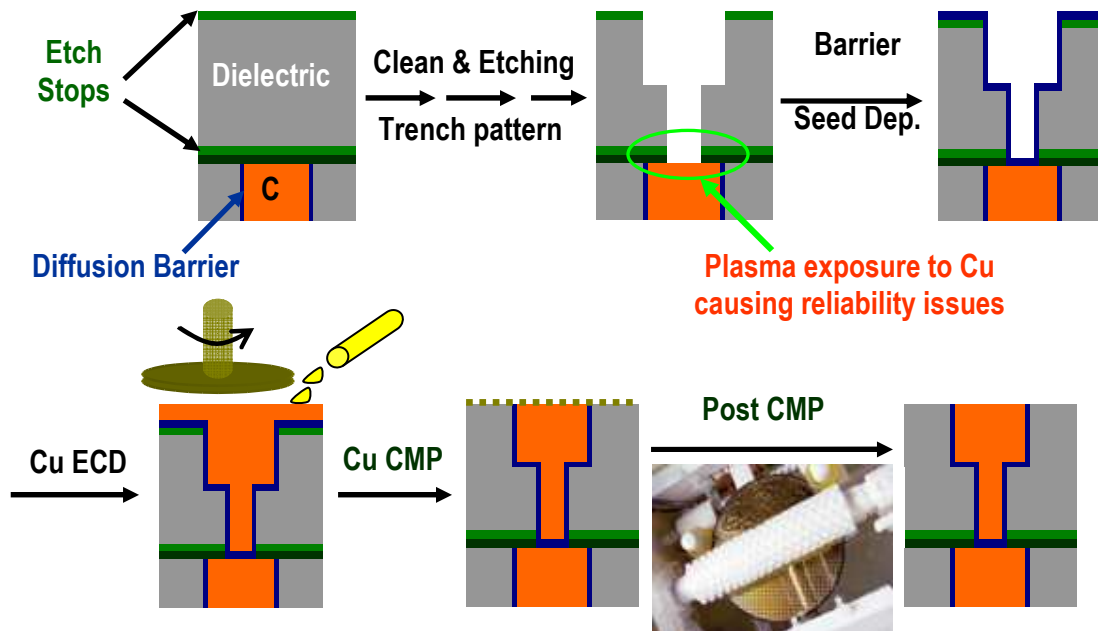 Etch
Stops
Dielectric
C
Diffusion Barrier
Clean & Etching
Trench pattern
Barrier
Seed Dep.
Plasma exposure to Cu
causing reliability issues
Cu ECD
Cu CMP
Post CMP